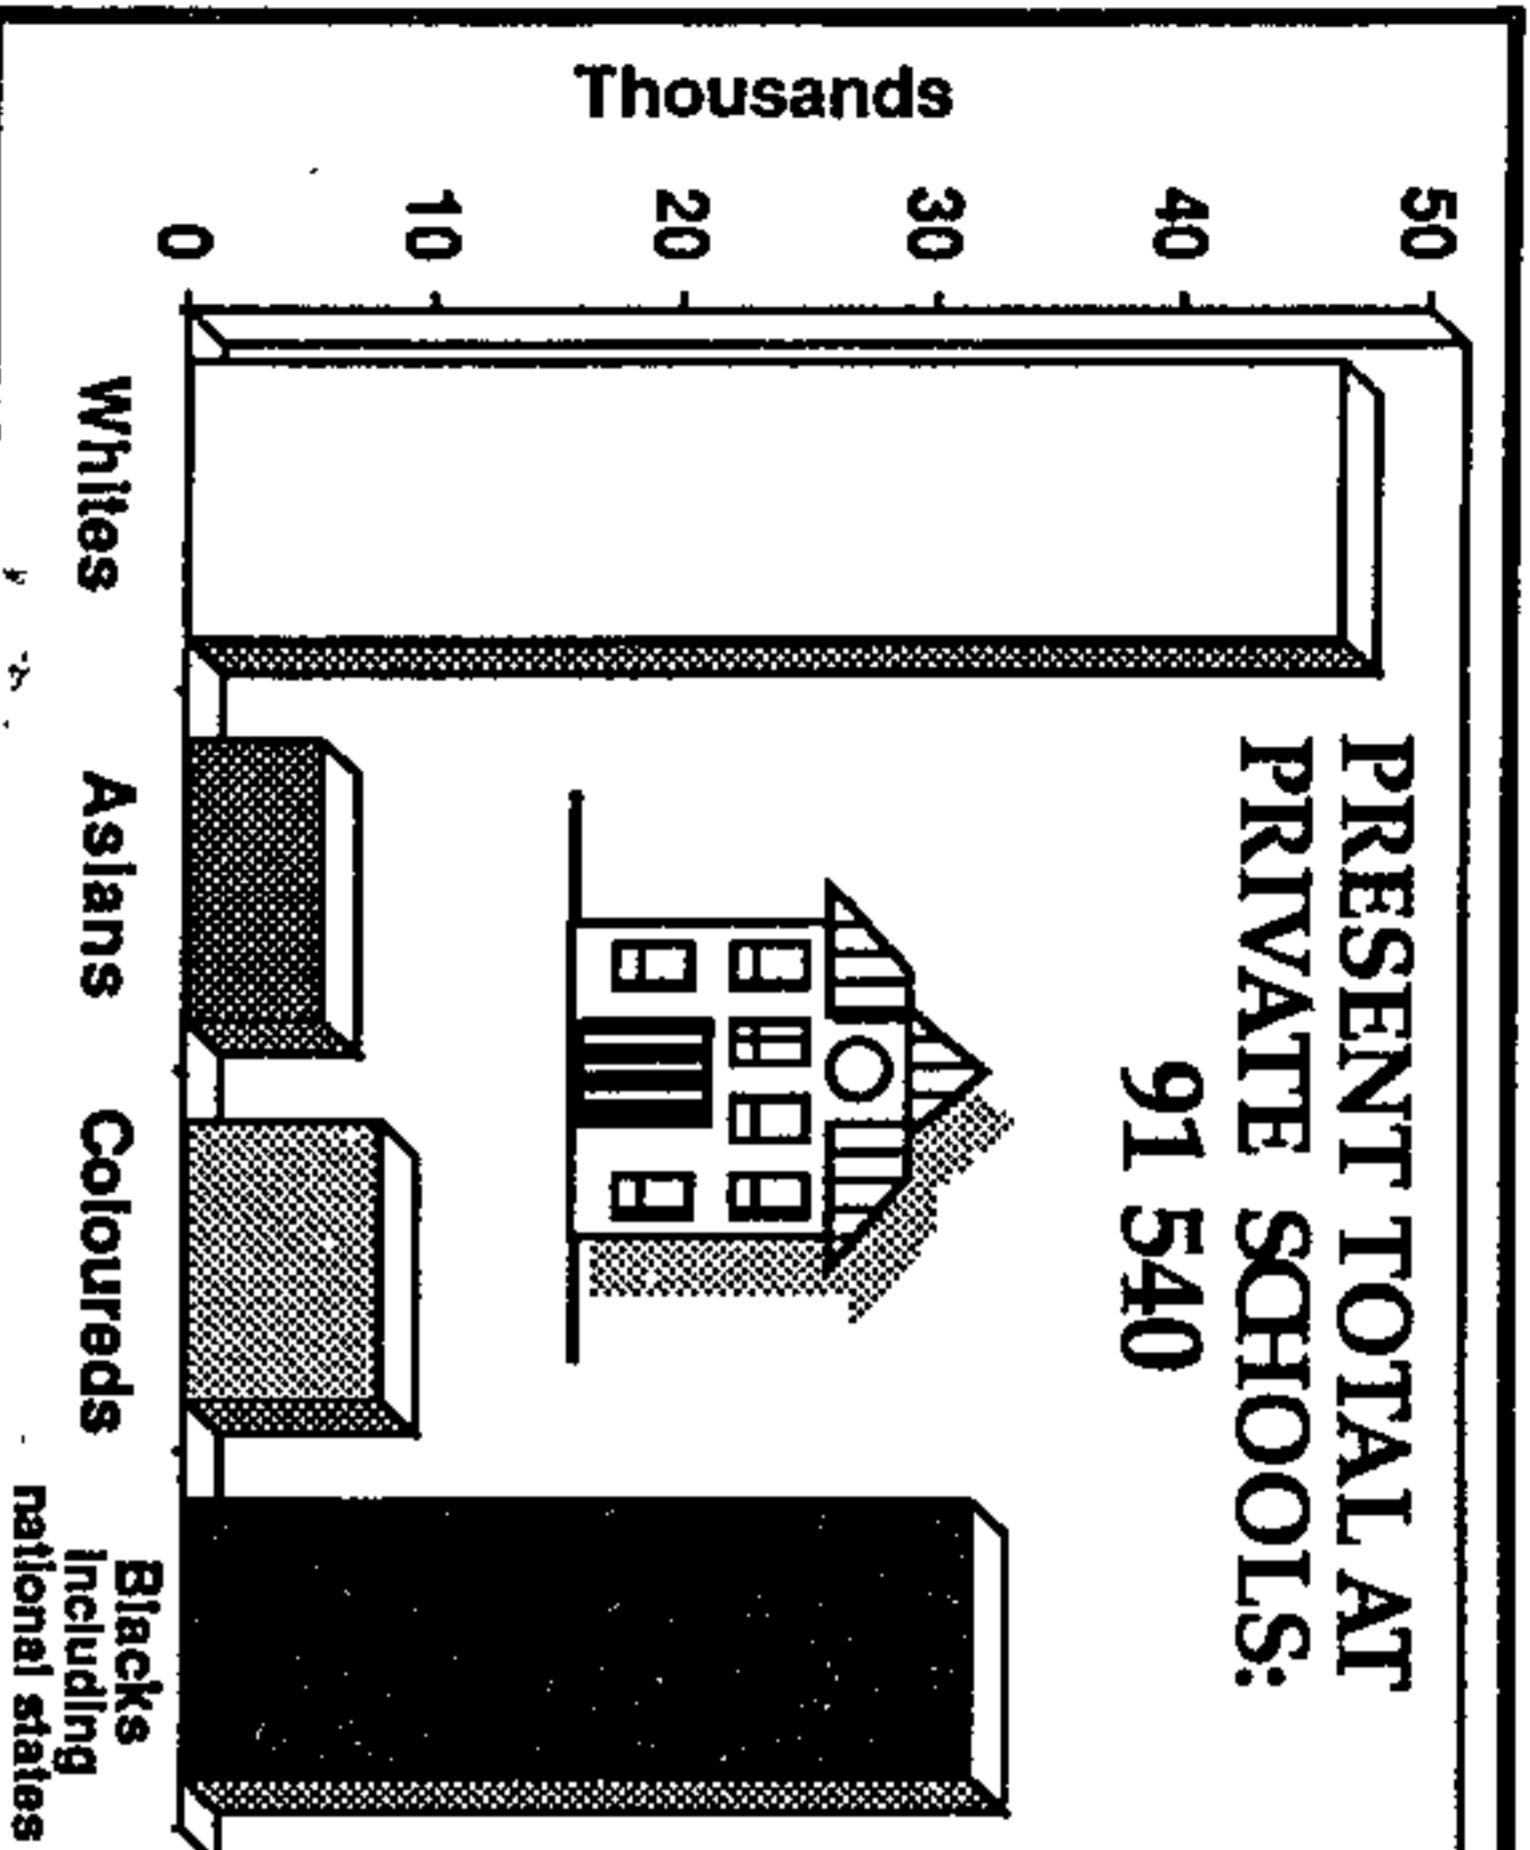 PRESENT TOTAL AT
PRIVATE SCHOOLS:
91 540
Thousands
50
40
30
20
10
0
Whites
Asians
Coloureds
Blacks
including
national states